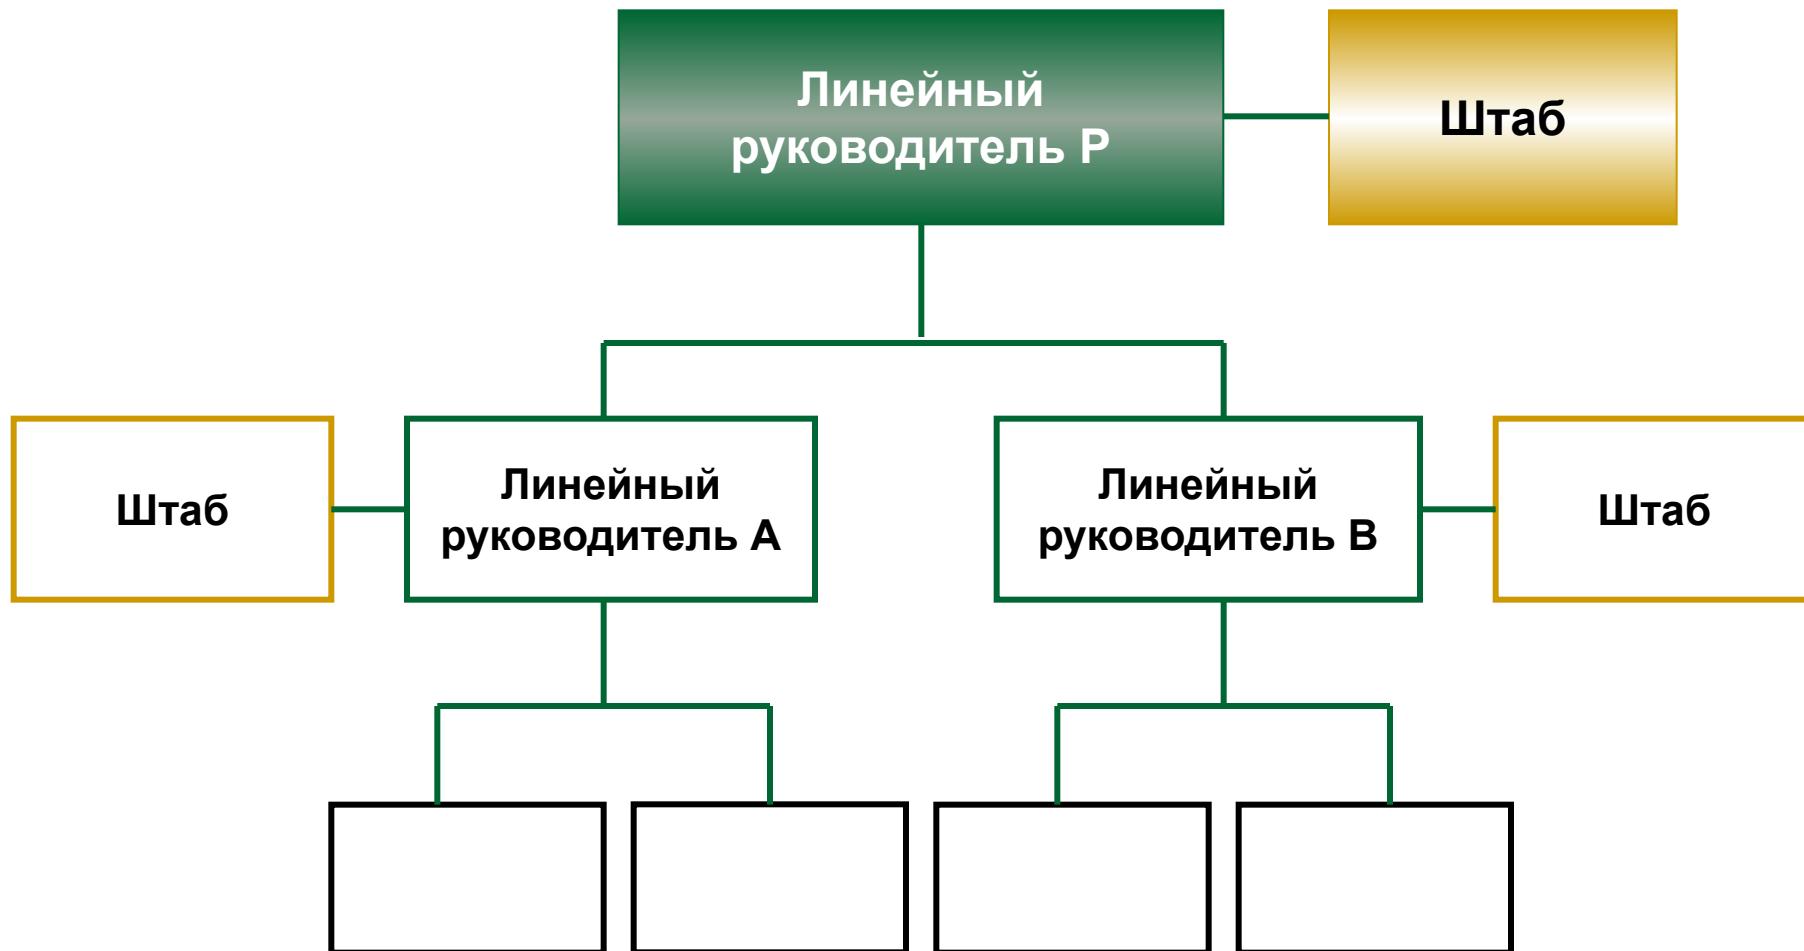 Линейный
руководитель Р
Штаб
Штаб
Линейный
руководитель А
Линейный
руководитель В
Штаб